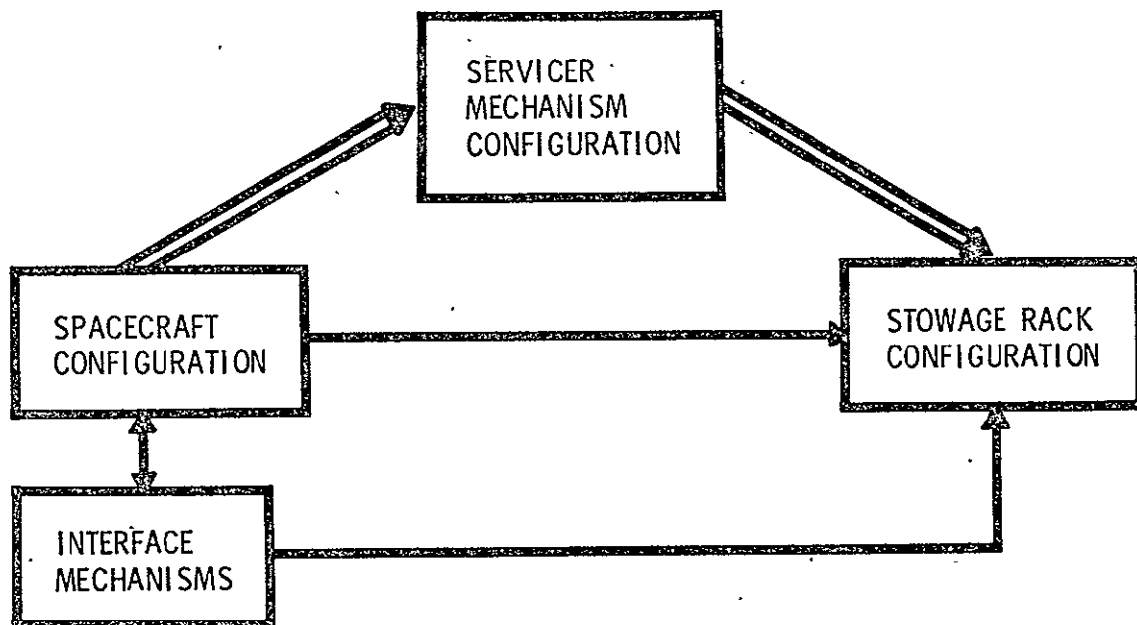 SERVICER
MECHANISM
CONFIGURATION
SPACECRAFT
CONFIGURATION
STOWAGE RACK
CONFIGURATION
INTERFACE
MECHANISMS